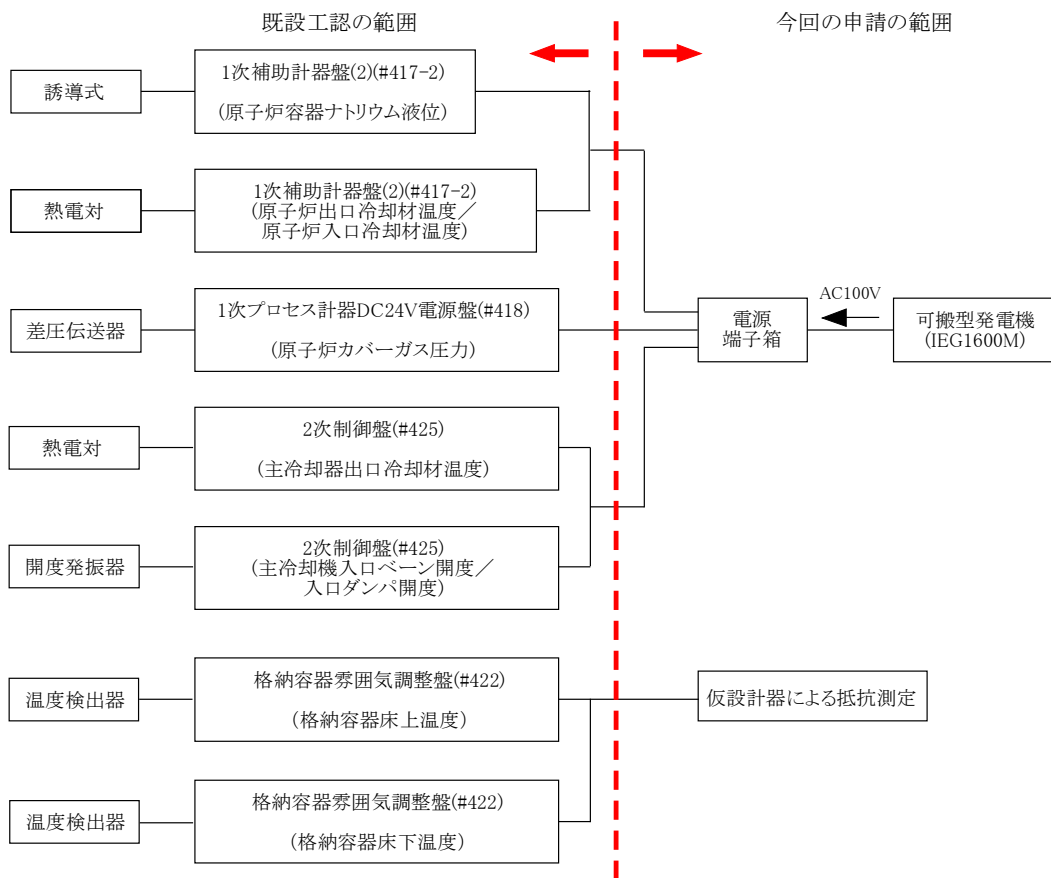 既設工認の範囲
今回の申請の範囲
誘導式
1次補助計器盤(2)(#417-2)
(原子炉容器ナトリウム液位)
熱電対
1次補助計器盤(2)(#417-2)
(原子炉出口冷却材温度／
原子炉入口冷却材温度)
差圧伝送器
1次プロセス計器DC24V電源盤(#418)
(原子炉カバーガス圧力)
電源
端子箱
AC100V
可搬型発電機
(IEG1600M)
熱電対
2次制御盤(#425)
(主冷却器出口冷却材温度)
開度発振器
2次制御盤(#425)
(主冷却機入口ベーン開度／
入口ダンパ開度)
温度検出器
格納容器雰囲気調整盤(#422)
(格納容器床上温度)
仮設計器による抵抗測定
温度検出器
格納容器雰囲気調整盤(#422)
(格納容器床下温度)